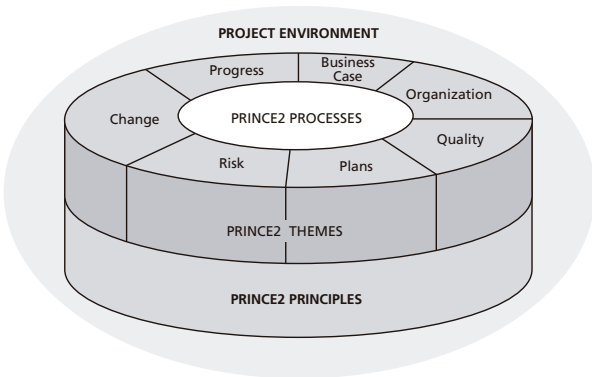 PROJECT ENVIRONMENT
Progress
Business
Case
Organization
Change
PRINCE2 PROCESSES
Quality
Risk
Plans
PRINCE2 THEMES
PRINCE2 PRINCIPLES